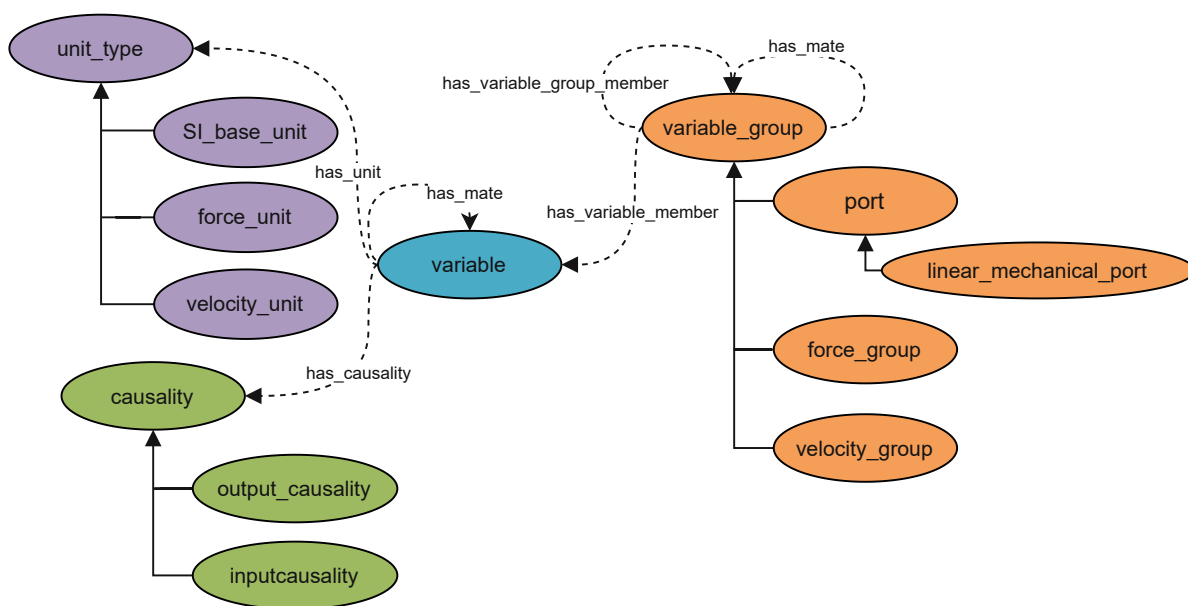 unit_type
has_mate
has_variable_group_member
variable_group
SI_base_unit
has_unit
has_mate
port
has_variable_member
force_unit
variable
linear_mechanical_port
velocity_unit
force_group
has_causality
causality
velocity_group
output_causality
inputcausality